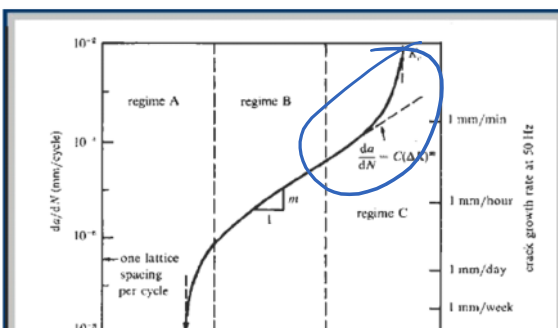 10⁻²
K_c
regime A
regime B
1 mm/min
10⁻⁴
da/dN (mm/cycle)
da/dN = C(ΔK)ᵐ
crack growth rate at 50 Hz
m
1
1 mm/hour
regime C
10⁻⁶
one lattice
spacing
per cycle
1 mm/day
1 mm/week